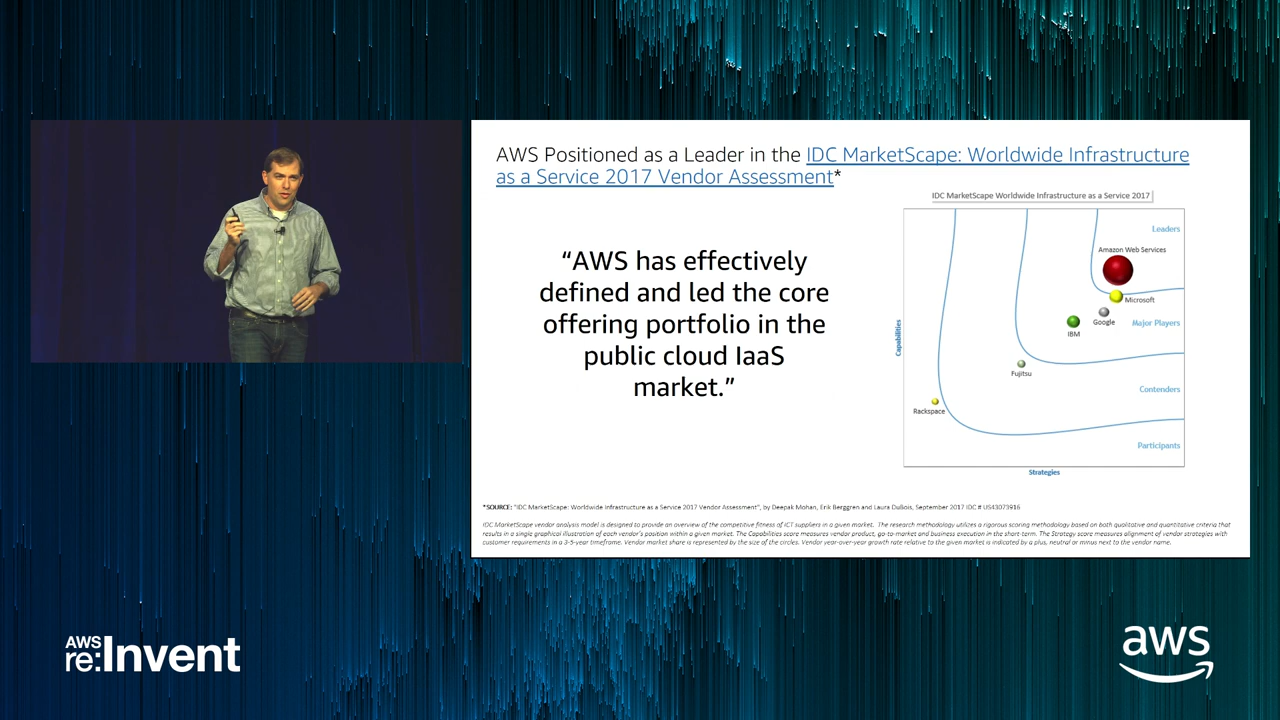 AWS Positioned as a Leader in the IDC MarketScape: Worldwide Infrastructure
as a Service 2017 Vendor Assessment*
“AWS has effectively
defined and led the core
offering portfolio in the
public cloud IaaS
market.”
IDC MarketScape Worldwide Infrastructure as a Service 2017
Leaders
Amazon Web Services
Microsoft
Google
Major Players
IBM
Fujitsu
Contenders
Rackspace
Participants
Capabilities
Strategies
*SOURCE: "IDC MarketScape: Worldwide Infrastructure as a Service 2017 Vendor Assessment", by Deepak Mohan, Erik Berggren and Laura DuBois, September 2017 IDC # US43073916
IDC MarketScape vendor analysis model is designed to provide an overview of the competitive fitness of ICT suppliers in a given market. The research methodology utilizes a rigorous scoring methodology based on both qualitative and quantitative criteria that
results in a single graphical illustration of each vendor's position within a given market. The Capabilities score measures vendor product, go-to-market and business execution in the short-term. The Strategy score measures alignment of vendor strategies with
customer requirements in a 3-5-year timeframe. Vendor market share is represented by the size of the circles. Vendor year-over-year growth rate relative to the given market is indicated by a plus, neutral or minus next to the vendor name.
AWS
re:Invent
aws